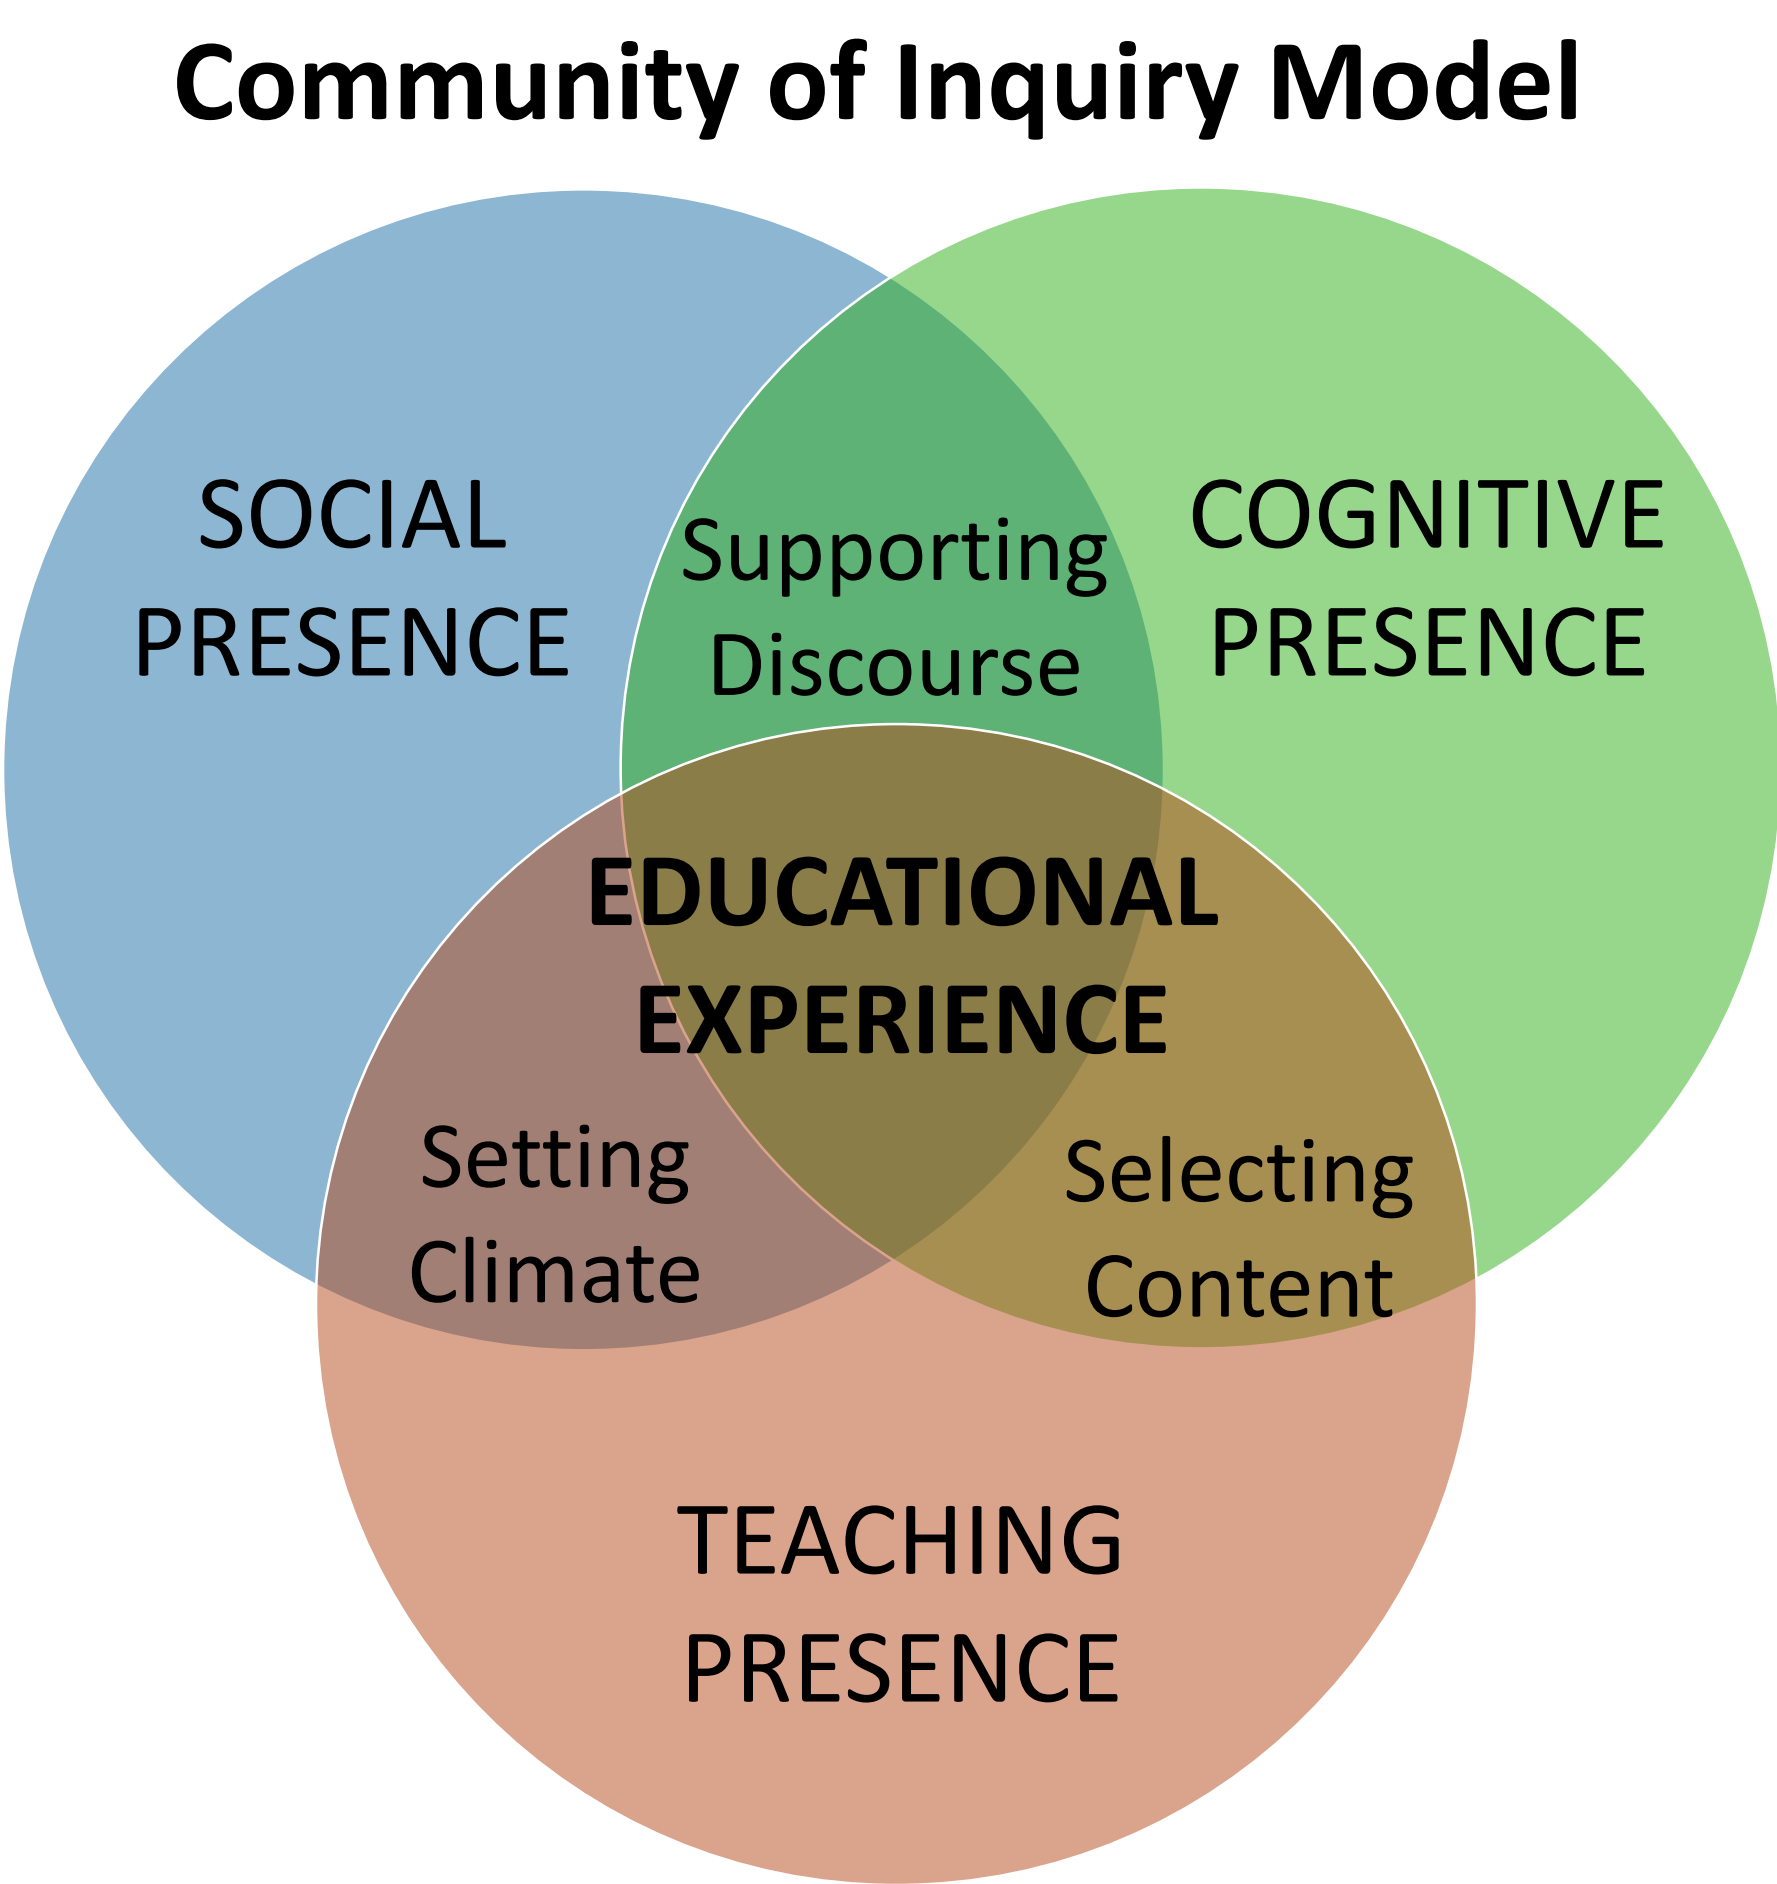 Community of Inquiry Model
SOCIAL
PRESENCE
Supporting
Discourse
COGNITIVE
PRESENCE
EDUCATIONAL
EXPERIENCE
Setting
Climate
Selecting
Content
TEACHING
PRESENCE